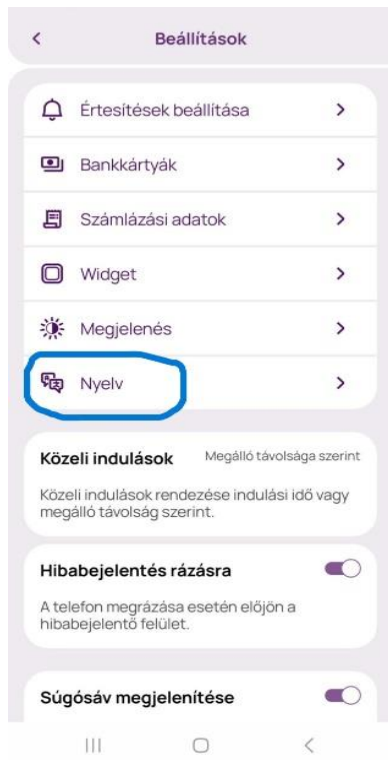 Beállítások
Értesítések beállítása
Bankkártyák
Számlázási adatok
Widget
Megjelenés
Nyelv
Közeli indulások
Megálló távolsága szerint
Közeli indulások rendezése indulási idő vagy
megálló távolság szerint.
Hibabejelentés rázásra
A telefon megrázása esetén előjön a
hibabejelentő felület.
Súgósáv megjelenítése